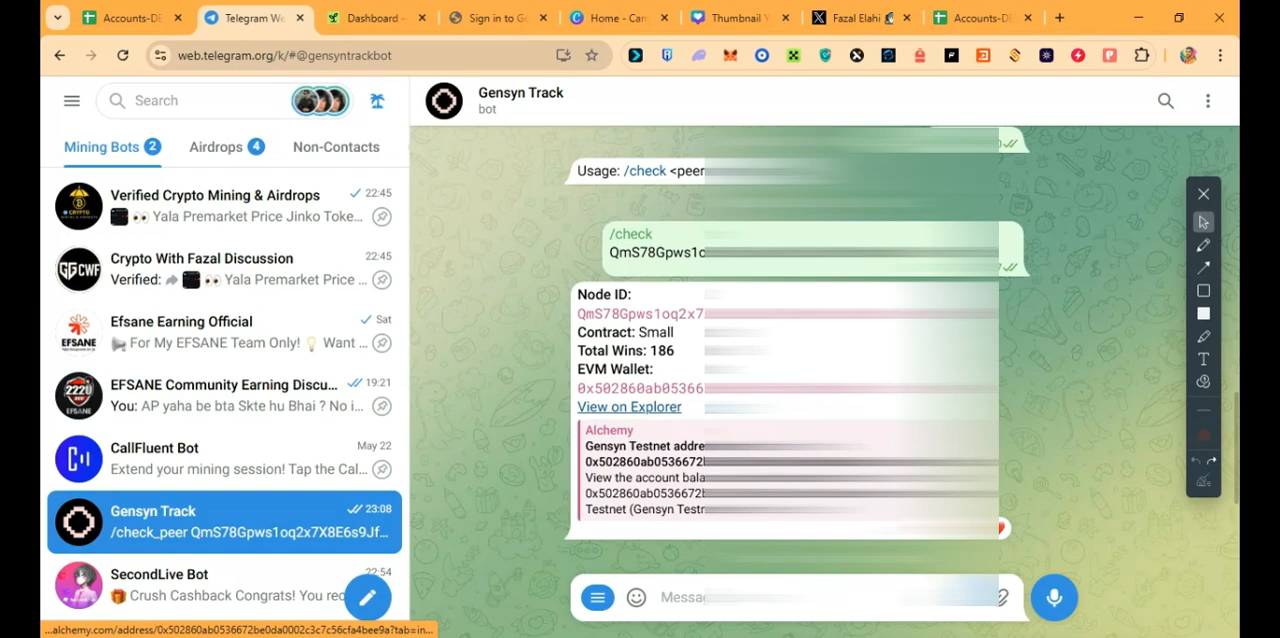 Accounts-DE
Telegram We
Dashboard
Sign in to G
Home - Can
Thumbnail
Fazal Elahi
Accounts-DE
web.telegram.org/k/#@gensyntrackbot
Search
Mining Bots 2
Airdrops 4
Non-Contacts
Verified Crypto Mining & Airdrops
22:45
Yala Premarket Price Jinko Toke...
Crypto With Fazal Discussion
22:45
Verified: Yala Premarket Price ...
Efsane Earning Official
Sat
For My EFSANE Team Only! Want ...
EFSANE Community Earning Discu...
19:21
You: AP yaha be bta Skte hu Bhai ? No i...
CallFluent Bot
May 22
Extend your mining session! Tap the Cal...
Gensyn Track
23:08
/check_peer QmS78Gpws1oq2x7X8E6s9Jf...
SecondLive Bot
22:54
Crush Cashback Congrats! You rec
...alchemy.com/address/0x502860ab0536672be0da0002c3c7c56cfa4bee9a?tab=in...
Gensyn Track
bot
Usage: /check <peer
/check
QmS78Gpws1o
Node ID:
QmS78Gpws1oq2x7
Contract: Small
Total Wins: 186
EVM Wallet:
0x502860ab05366
View on Explorer
Alchemy
Gensyn Testnet addre
0x502860ab0536672b
View the account bala
0x502860ab0536672b
Testnet (Gensyn Testn
Messa